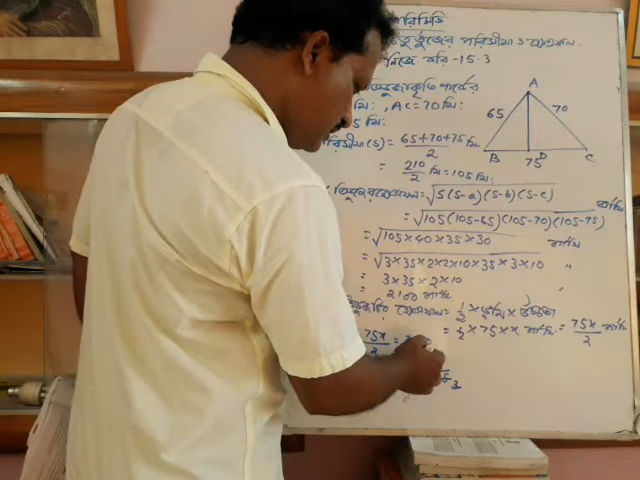 পরিমিতি
ত্রিভুজের পরিসীমা ও ক্ষেত্রফল
নিজে করি - 15.3
A
65
70
B
D
C
75
মি: , AC = 70 মি:
5 মি:
পরিসীমা (s) = 65+70+75/2 মি
= 210/2 মি = 105 মি:
= √s(s-a)(s-b)(s-c) বর্গমি
= √105(105-65)(105-70)(105-75)
= √105×40×35×30 বর্গমি
= √3×35×2×2×10×35×3×10 "
= 3×35×2×10 "
= 2100 বর্গমি
ক্ষেত্রফল = 1/2 × ভূমি × উচ্চতা
= 1/2 × 75 × x বর্গমি = 75x/2 বর্গমি
75x/2 =